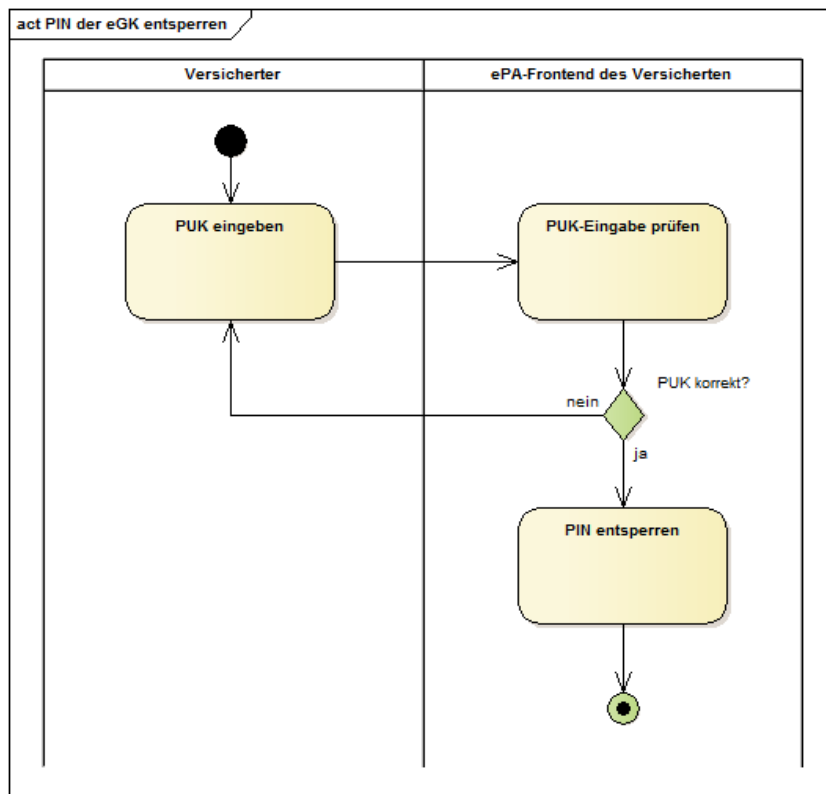 act PIN der eGK entsperren
Versicherter
ePA-Frontend des Versicherten
PUK eingeben
PUK-Eingabe prüfen
PUK korrekt?
nein
ja
PIN entsperren